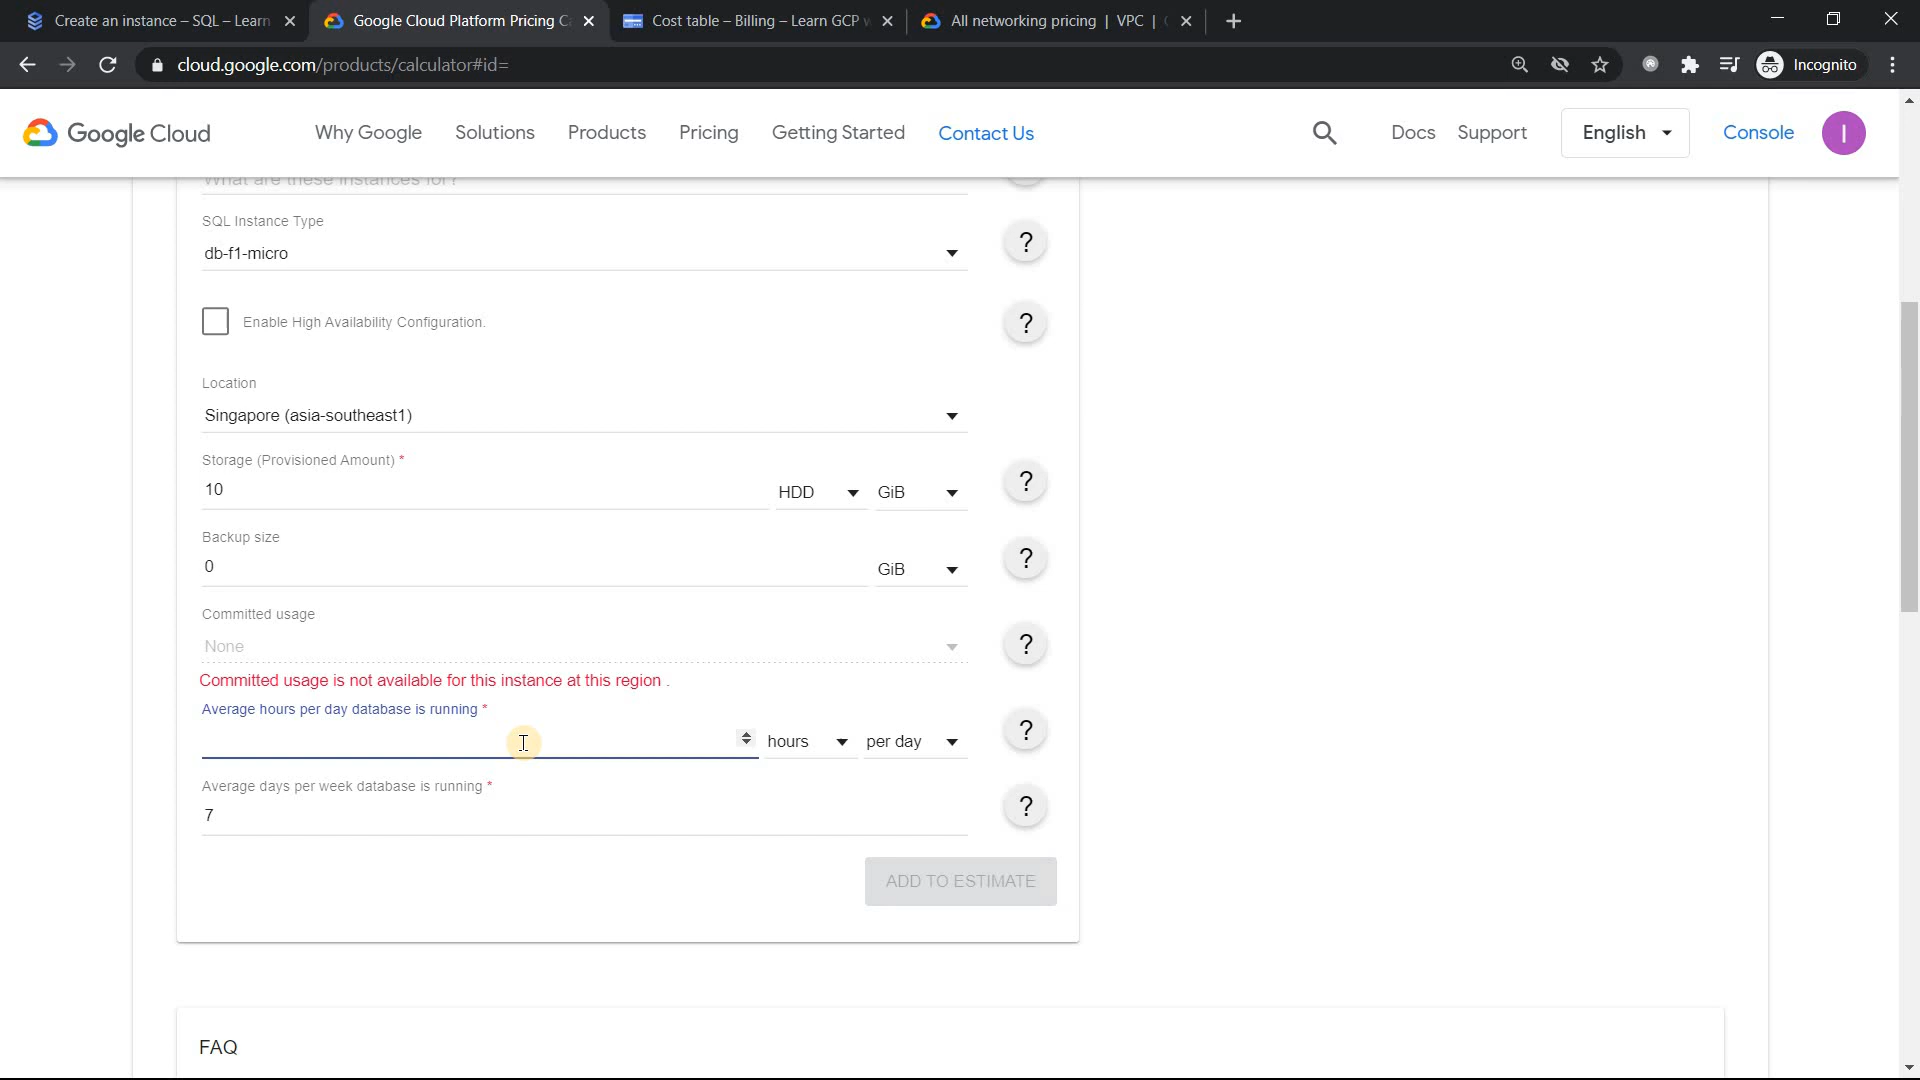 Create an instance – SQL – Learn
Google Cloud Platform Pricing C
Cost table – Billing – Learn GCP w
All networking pricing | VPC |
cloud.google.com/products/calculator#id=
Incognito
Google Cloud
Why Google
Solutions
Products
Pricing
Getting Started
Contact Us
Docs
Support
English
Console
I
What are these instances for?
SQL Instance Type
db-f1-micro
?
Enable High Availability Configuration.
?
Location
Singapore (asia-southeast1)
Storage (Provisioned Amount) *
10
HDD
GiB
?
Backup size
0
GiB
?
Committed usage
None
?
Committed usage is not available for this instance at this region .
Average hours per day database is running *
hours
per day
?
Average days per week database is running *
7
?
ADD TO ESTIMATE
FAQ